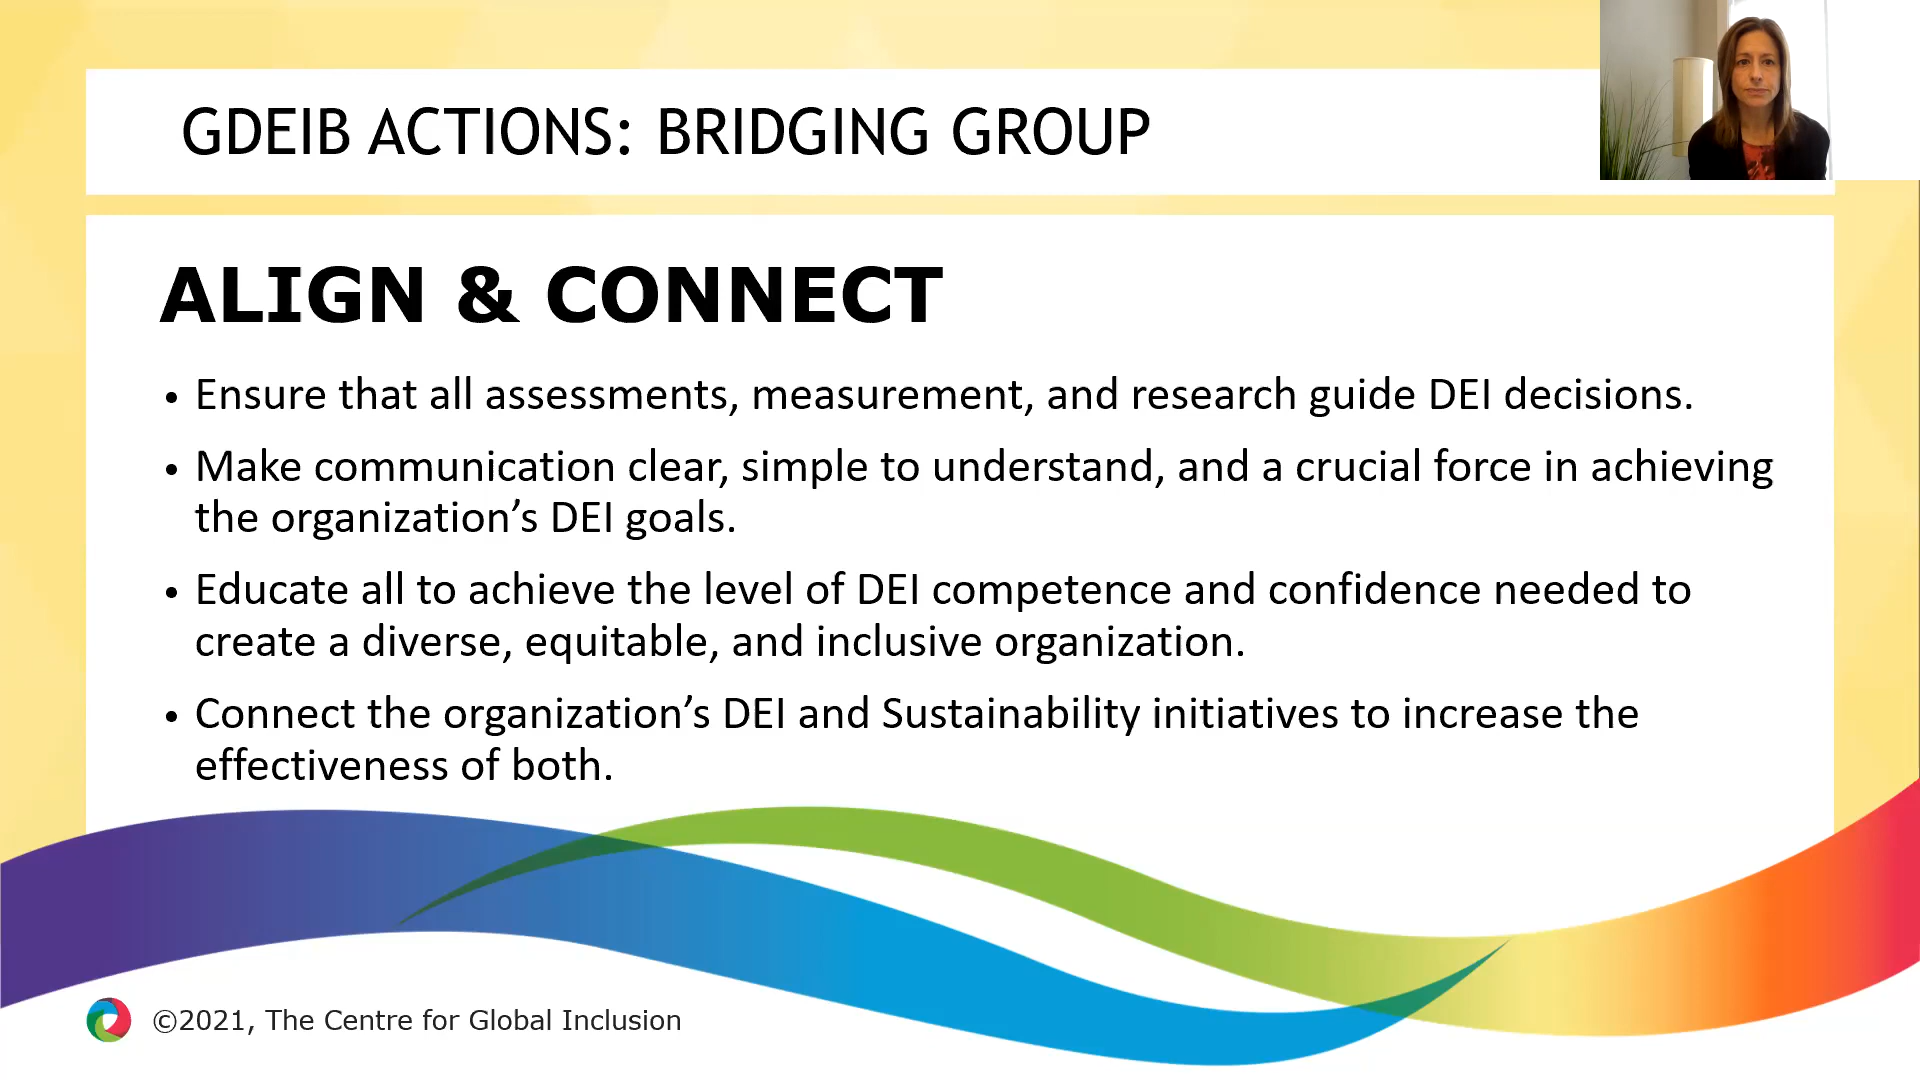 GDEIB ACTIONS: BRIDGING GROUP
ALIGN & CONNECT
• Ensure that all assessments, measurement, and research guide DEI decisions.
• Make communication clear, simple to understand, and a crucial force in achieving
the organization’s DEI goals.
• Educate all to achieve the level of DEI competence and confidence needed to
create a diverse, equitable, and inclusive organization.
• Connect the organization’s DEI and Sustainability initiatives to increase the
effectiveness of both.
©2021, The Centre for Global Inclusion